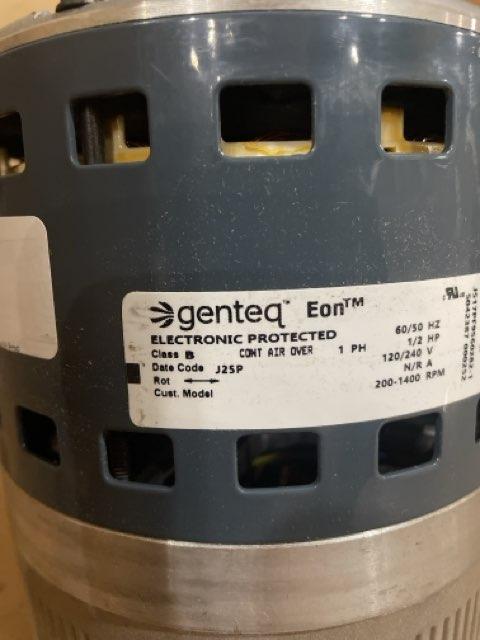 genteq™ Eon™
ELECTRONIC PROTECTED
Class B CONT AIR OVER 1 PH
Date Code J25P
Rot
Cust. Model
60/50 HZ
1/2 HP
120/240 V
N/R A
200-1400 RPM